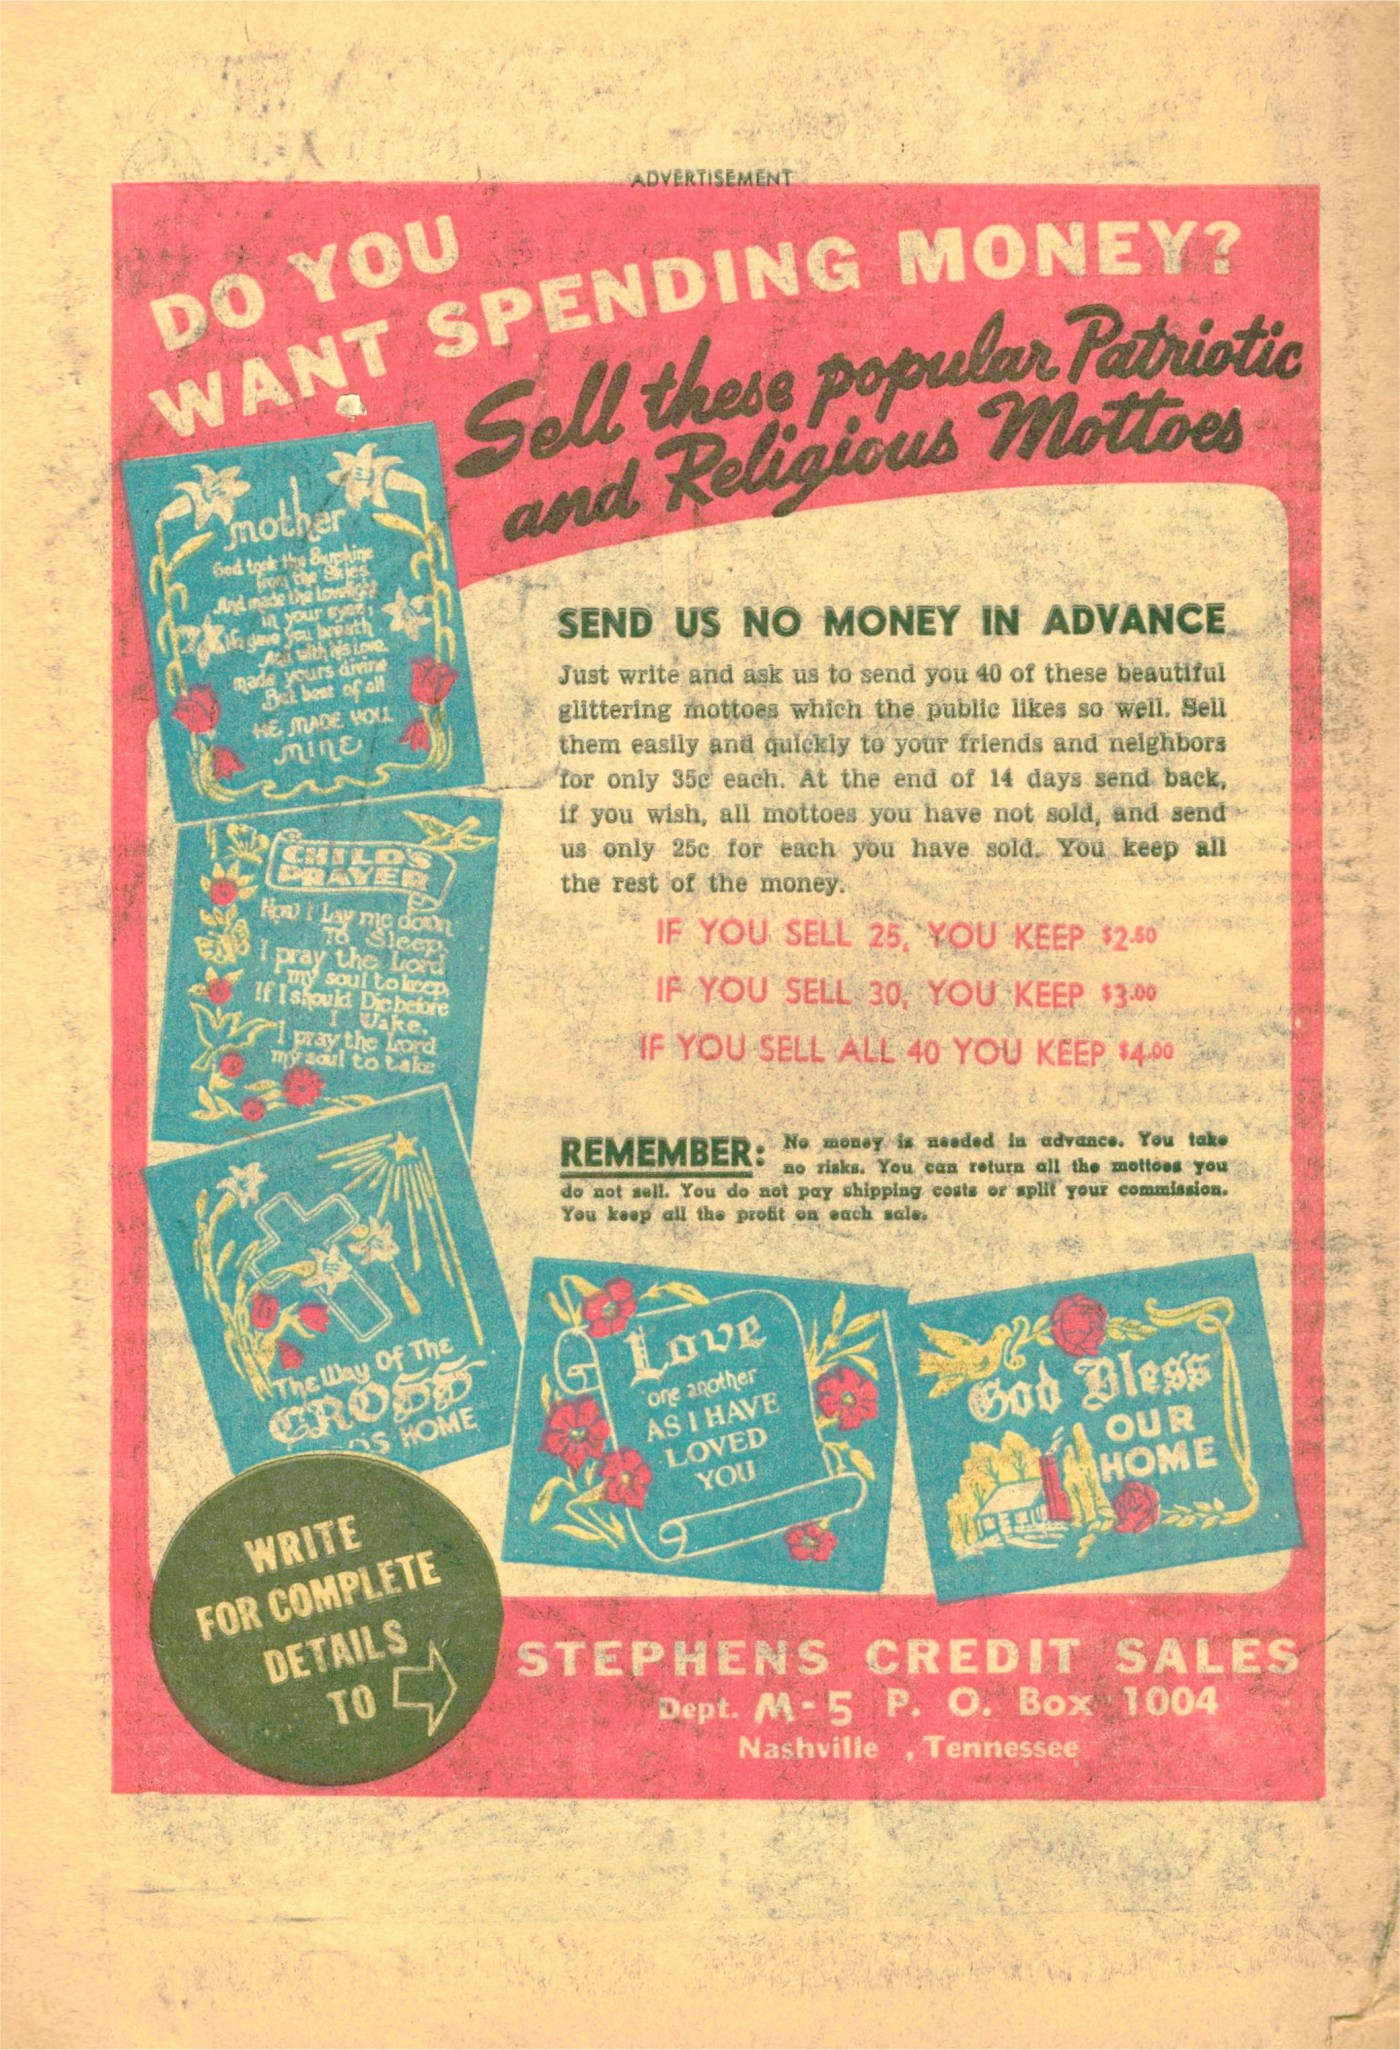 ADVERTISEMENT
DO YOU
WANT SPENDING MONEY?
Sell these popular Patriotic
and Religious Mottoes
mother
God took the Sunshine
from the Skies
And made the Lovelight
in your eyes,
He gave you breath
And with his Love
made yours divine
But best of all
HE MADE YOU
MINE
CHILD'S
PRAYER
Now I Lay me down
To Sleep,
I pray the Lord
my soul to keep,
If I should Die before
I Wake,
I pray the Lord
my soul to take
The Way Of The
CROSS
DS HOME
SEND US NO MONEY IN ADVANCE
Just write and ask us to send you 40 of these beautiful
glittering mottoes which the public likes so well. Sell
them easily and quickly to your friends and neighbors
for only 35c each. At the end of 14 days send back,
if you wish, all mottoes you have not sold, and send
us only 25c for each you have sold. You keep all
the rest of the money.
IF YOU SELL 25, YOU KEEP $2.50
IF YOU SELL 30, YOU KEEP $3.00
IF YOU SELL ALL 40 YOU KEEP $4.00
REMEMBER: No money is needed in advance. You take
no risks. You can return all the mottoes you
do not sell. You do not pay shipping costs or split your commission.
You keep all the profit on each sale.
Love
one another
AS I HAVE
LOVED
YOU
God Bless
OUR
HOME
WRITE
FOR COMPLETE
DETAILS
TO
STEPHENS CREDIT SALES
Dept. M-5 P. O. Box 1004
Nashville , Tennessee